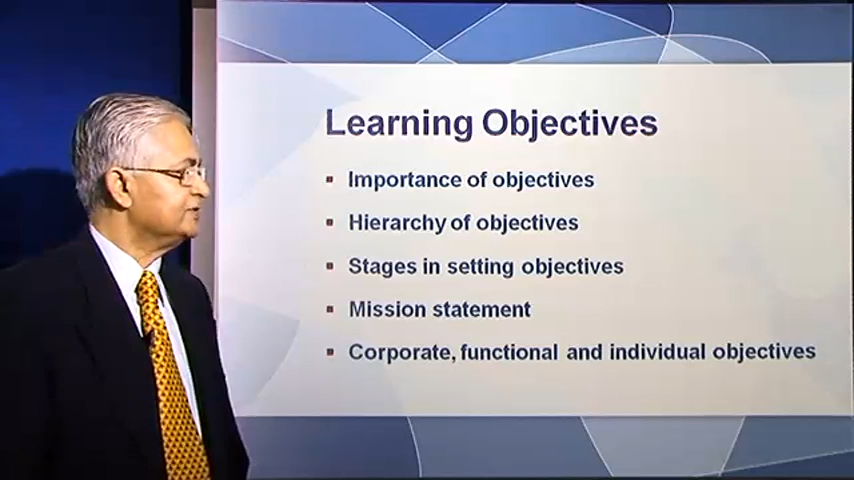 Learning Objectives
Importance of objectives
Hierarchy of objectives
Stages in setting objectives
Mission statement
Corporate, functional and individual objectives